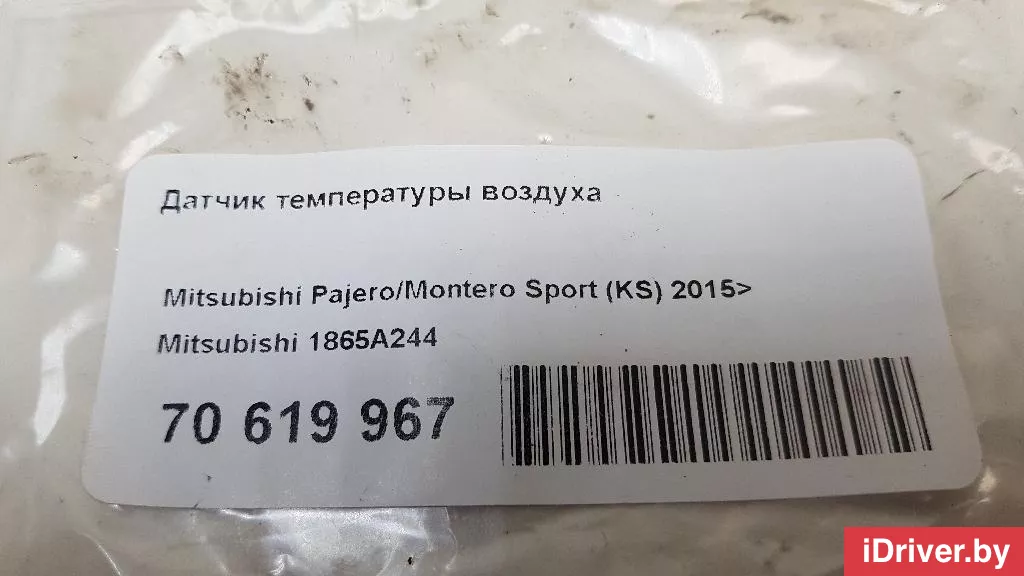 Датчик температуры воздуха
Mitsubishi Pajero/Montero Sport (KS) 2015>
Mitsubishi 1865A244
70 619 967
iDriver.by